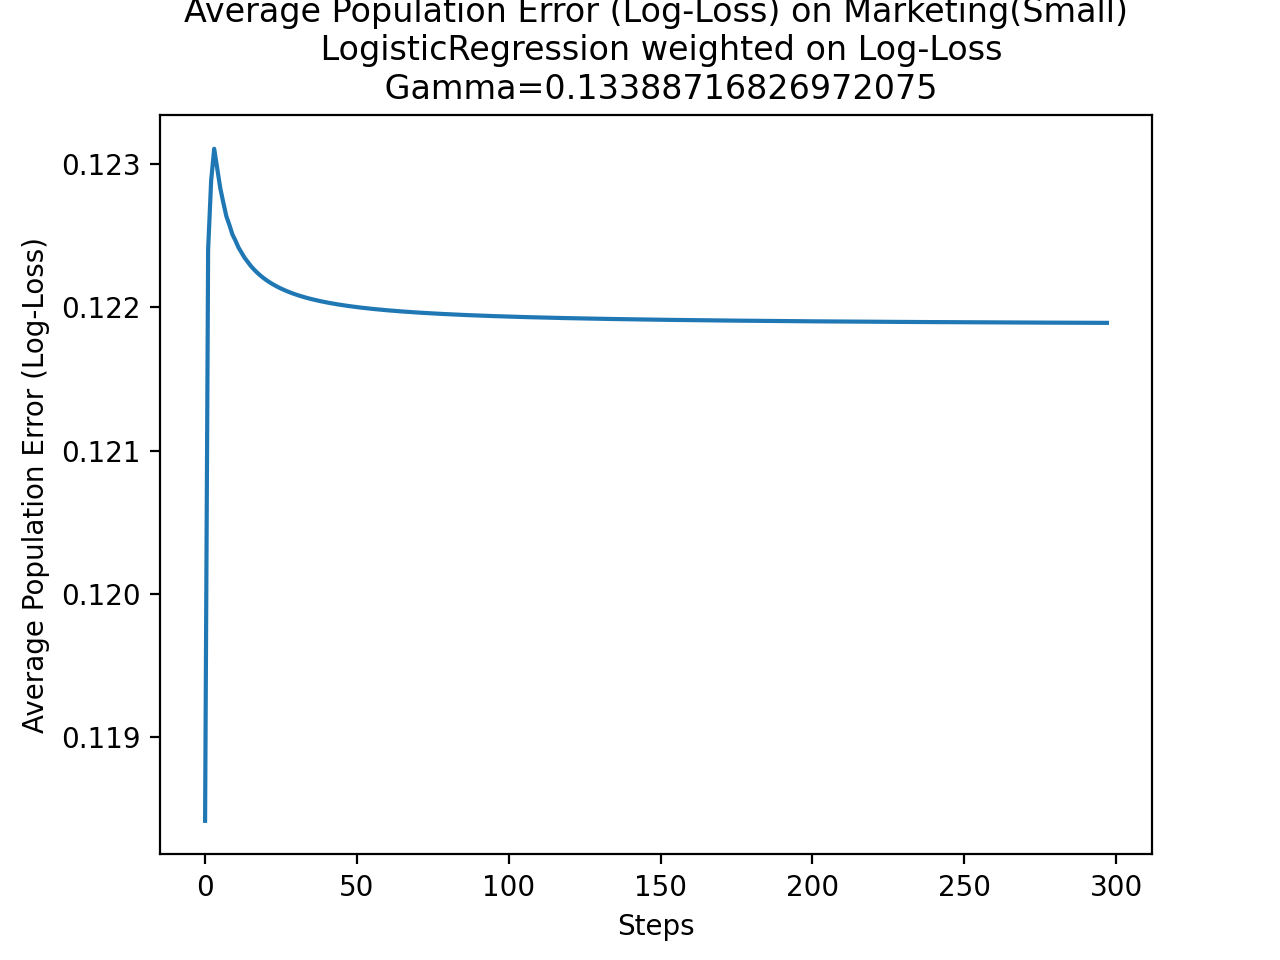 Average Population Error (Log-Loss) on Marketing(Small)
LogisticRegression weighted on Log-Loss
Gamma=0.13388716826972075
0.123
0.122
0.121
0.120
0.119
Average Population Error (Log-Loss)
0 50 100 150 200 250 300
Steps